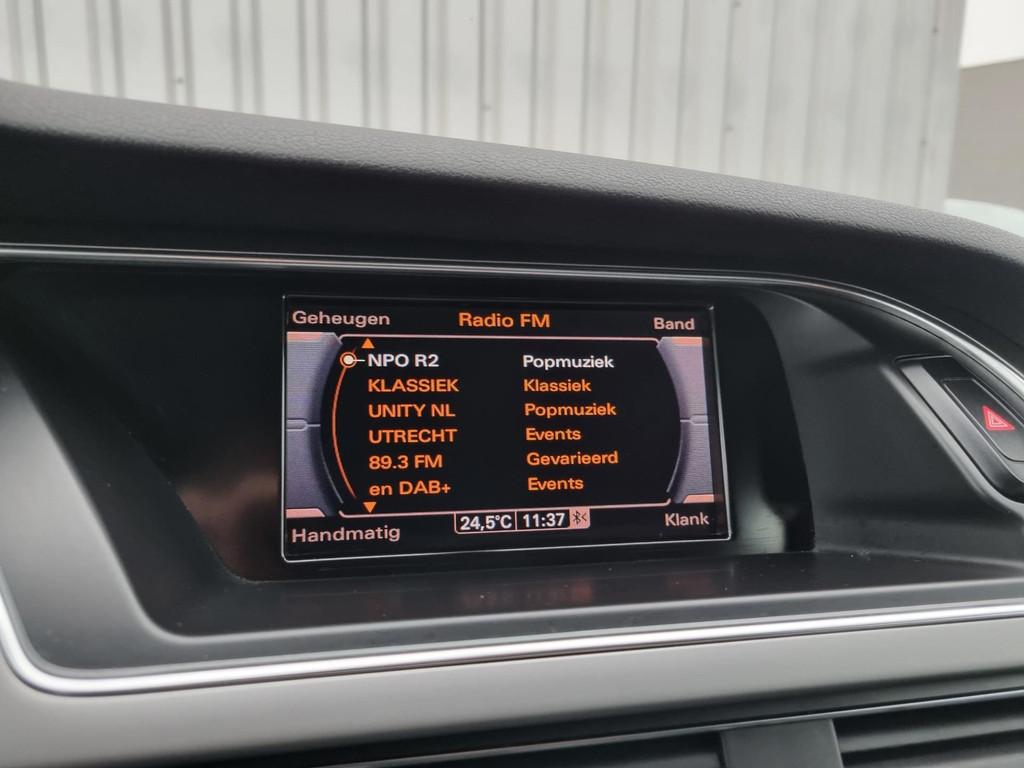 Geheugen Radio FM Band
NPO R2 Popmuziek
KLASSIEK Klassiek
UNITY NL Popmuziek
UTRECHT Events
89.3 FM Gevarieerd
en DAB+ Events
Handmatig 24,5°C 11:37 Klank